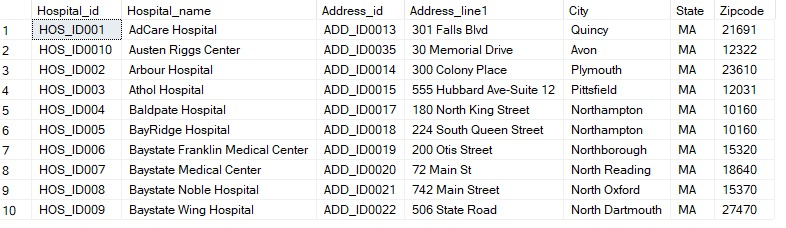 Hospital_id Hospital_name Address_id Address_line1 City State Zipcode
1 HOS_ID001 AdCare Hospital ADD_ID0013 301 Falls Blvd Quincy MA 21691
2 HOS_ID0010 Austen Riggs Center ADD_ID0035 30 Memorial Drive Avon MA 12322
3 HOS_ID002 Arbour Hospital ADD_ID0014 300 Colony Place Plymouth MA 23610
4 HOS_ID003 Athol Hospital ADD_ID0015 555 Hubbard Ave-Suite 12 Pittsfield MA 12031
5 HOS_ID004 Baldpate Hospital ADD_ID0017 180 North King Street Northampton MA 10160
6 HOS_ID005 BayRidge Hospital ADD_ID0018 224 South Queen Street Northampton MA 10160
7 HOS_ID006 Baystate Franklin Medical Center ADD_ID0019 200 Otis Street Northborough MA 15320
8 HOS_ID007 Baystate Medical Center ADD_ID0020 72 Main St North Reading MA 18640
9 HOS_ID008 Baystate Noble Hospital ADD_ID0021 742 Main Street North Oxford MA 15370
10 HOS_ID009 Baystate Wing Hospital ADD_ID0022 506 State Road North Dartmouth MA 27470